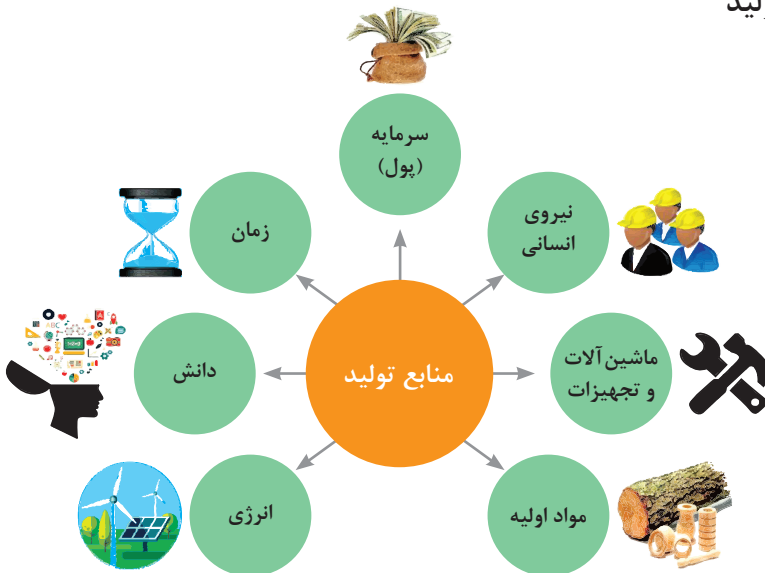 سرمایه
(پول)
نیروی
انسانی
زمان
ماشین‌آلات
و تجهیزات
منابع تولید
دانش
مواد اولیه
انرژی